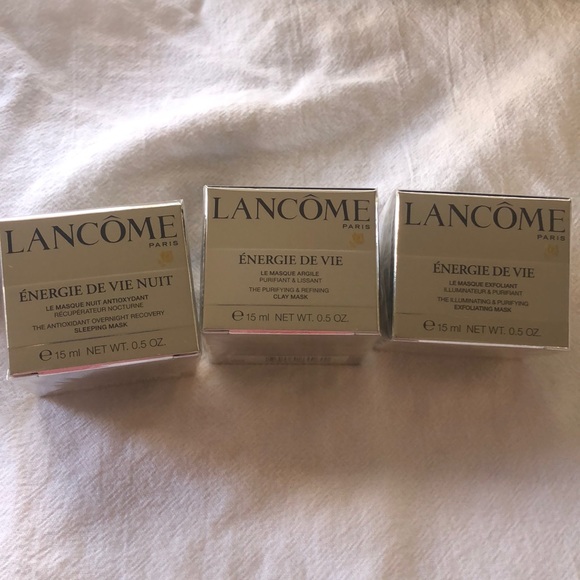 LANCÔME
PARIS
ÉNERGIE DE VIE NUIT
LE MASQUE NUIT ANTIOXYDANT
RÉCUPÉRATEUR NOCTURNE
THE ANTIOXIDANT OVERNIGHT RECOVERY
SLEEPING MASK
℮ 15 ml NET WT. 0.5 OZ.
LANCÔME
PARIS
ÉNERGIE DE VIE
LE MASQUE ARGILE
PURIFIANT & LISSANT
THE PURIFYING & REFINING
CLAY MASK
℮ 15 ml NET WT. 0.5 OZ.
LANCÔME
PARIS
ÉNERGIE DE VIE
LE MASQUE EXFOLIANT
ILLUMINATEUR & PURIFIANT
THE ILLUMINATING & PURIFYING
EXFOLIATING MASK
℮ 15 ml NET WT. 0.5 OZ.